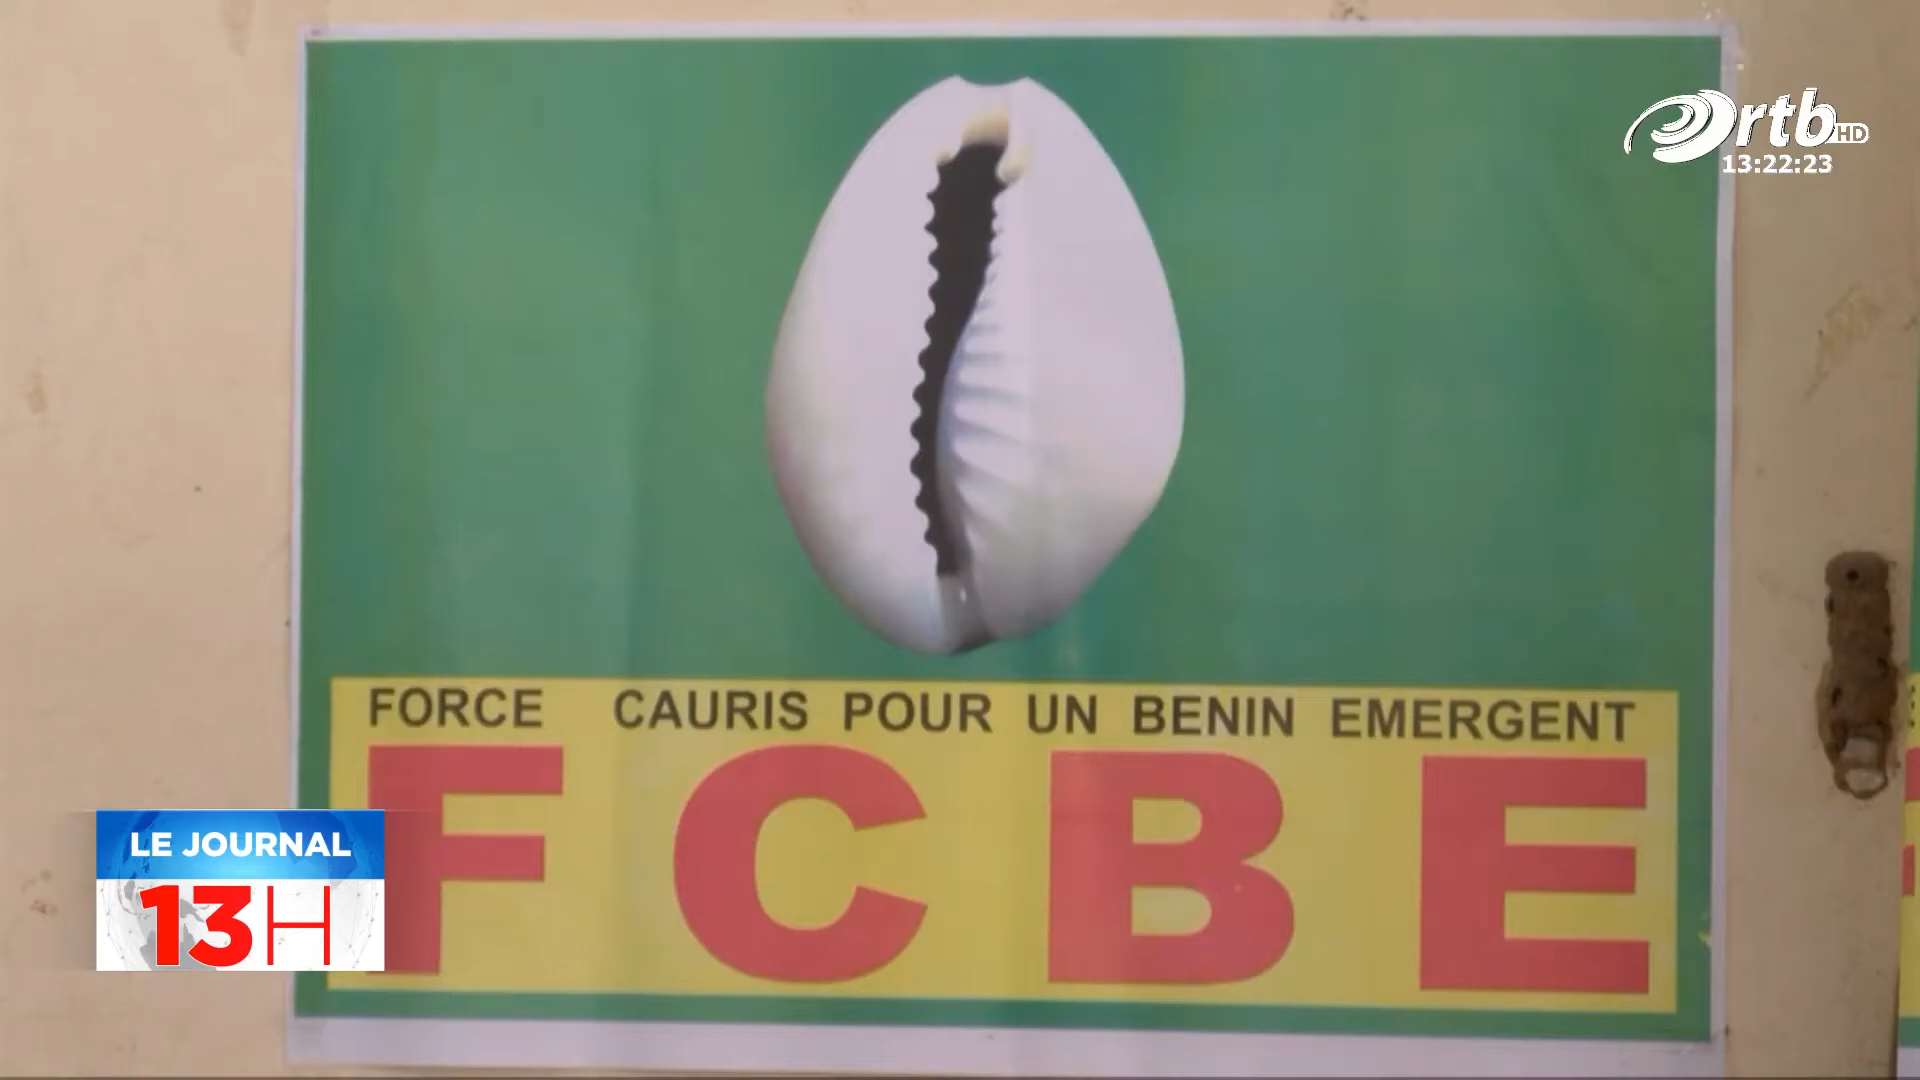 ortb HD
13:22:23
FORCE CAURIS POUR UN BENIN EMERGENT
FCBE
LE JOURNAL
13H